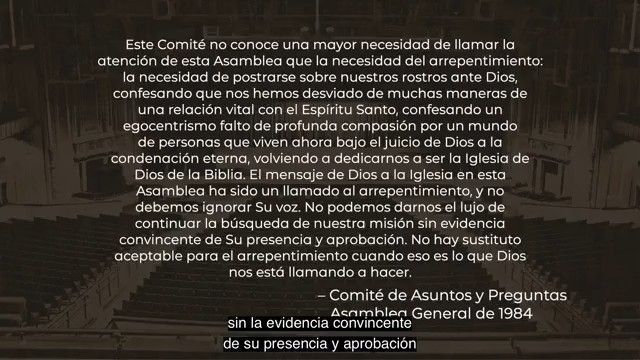 Este Comité no conoce una mayor necesidad de llamar la
atención de esta Asamblea que la necesidad del arrepentimiento:
la necesidad de postrarse sobre nuestros rostros ante Dios,
confesando que nos hemos desviado de muchas maneras de
una relación vital con el Espíritu Santo, confesando un
egocentrismo falto de profunda compasión por un mundo
de personas que viven ahora bajo el juicio de Dios a la
condenación eterna, volviendo a dedicarnos a ser la Iglesia de
Dios de la Biblia. El mensaje de Dios a la Iglesia en esta
Asamblea ha sido un llamado al arrepentimiento, y no
debemos ignorar Su voz. No podemos darnos el lujo de
continuar la búsqueda de nuestra misión sin evidencia
convincente de Su presencia y aprobación. No hay sustituto
aceptable para el arrepentimiento cuando eso es lo que Dios
nos está llamando a hacer.
– Comité de Asuntos y Preguntas
Asamblea General de 1984
sin la evidencia convincente
de su presencia y aprobación